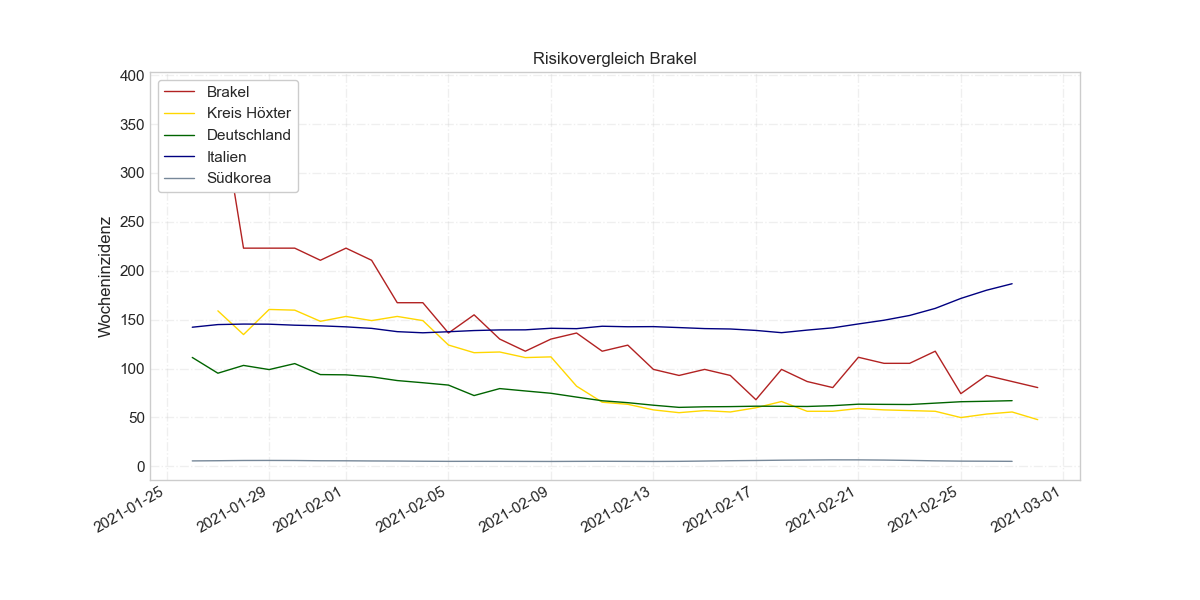 Risikovergleich Brakel
400
350
300
250
200
150
100
50
0
Wocheninzidenz
Brakel
Kreis Höxter
Deutschland
Italien
Südkorea
2021-01-25
2021-01-29
2021-02-01
2021-02-05
2021-02-09
2021-02-13
2021-02-17
2021-02-21
2021-02-25
2021-03-01